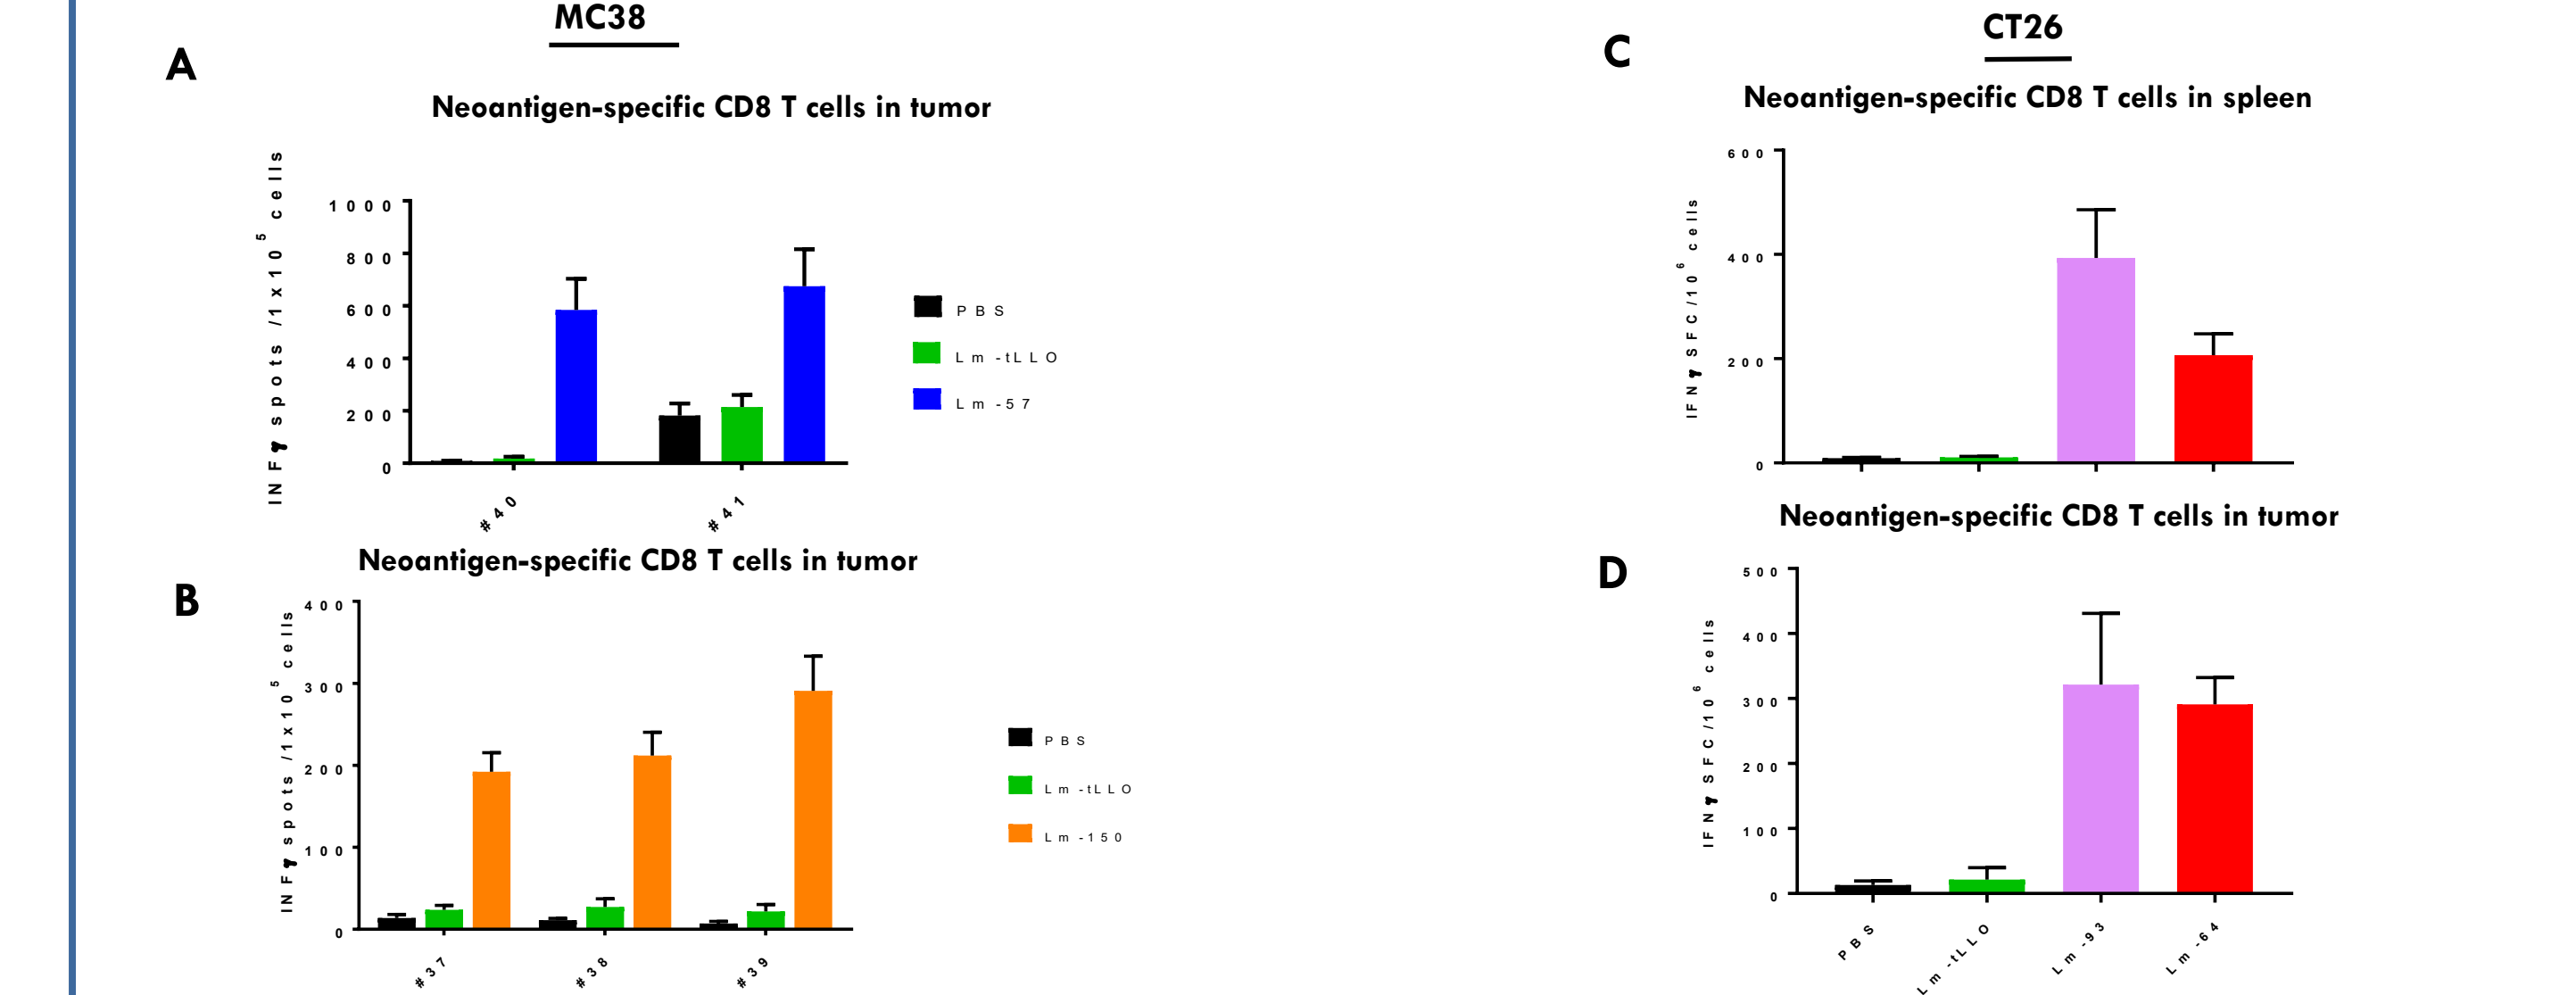 MC38
A
Neoantigen-specific CD8 T cells in tumor
INFγ spots /1x10⁵ cells
1000
800
600
400
200
0
#40
#41
PBS
Lm-tLLO
Lm-57
Neoantigen-specific CD8 T cells in tumor
B
INFγ spots /1x10⁵ cells
400
300
200
100
0
#37
#38
#39
PBS
Lm-tLLO
Lm-150
CT26
C
Neoantigen-specific CD8 T cells in spleen
IFNγ SFC/10⁶ cells
600
400
200
0
Neoantigen-specific CD8 T cells in tumor
D
IFNγ SFC/10⁶ cells
500
400
300
200
100
0
PBS
Lm-tLLO
Lm-93
Lm-64